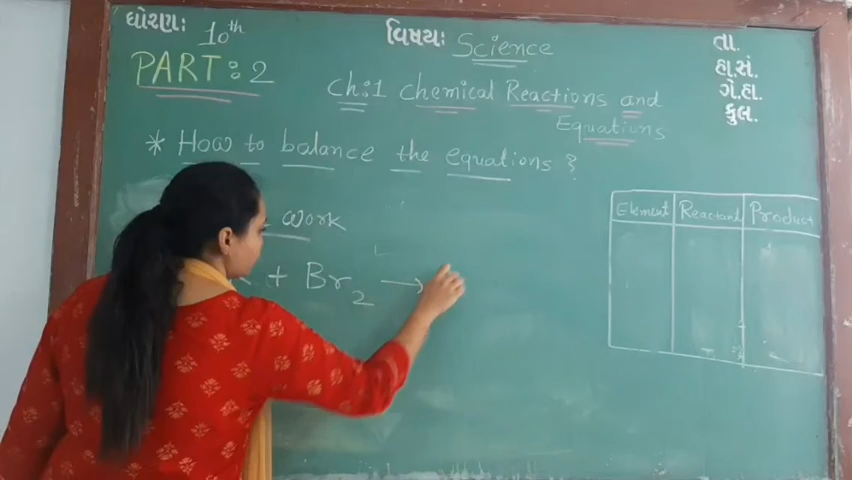 ધોરણ: 10th
વિષય: Science
તા.
હા.સં.
ગે.હા.
કુલ.
PART: 2
Ch:1 Chemical Reactions and
Equations
* How to balance the equations ?
work
+ Br2 →
Element Reactant Product